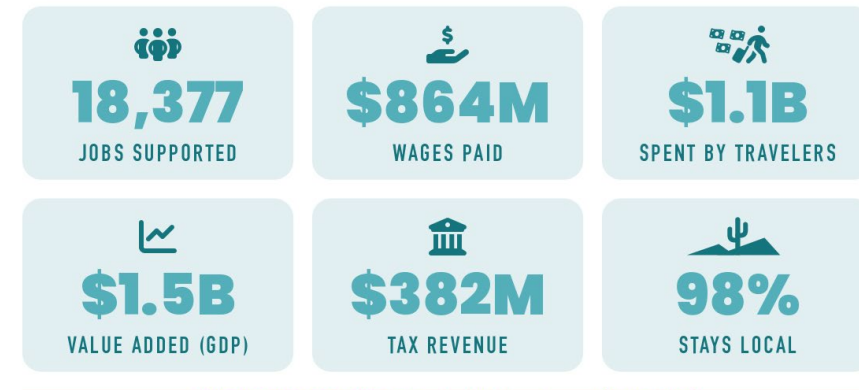 18,377
JOBS SUPPORTED
$864M
WAGES PAID
$1.1B
SPENT BY TRAVELERS
$1.5B
VALUE ADDED (GDP)
$382M
TAX REVENUE
98%
STAYS LOCAL